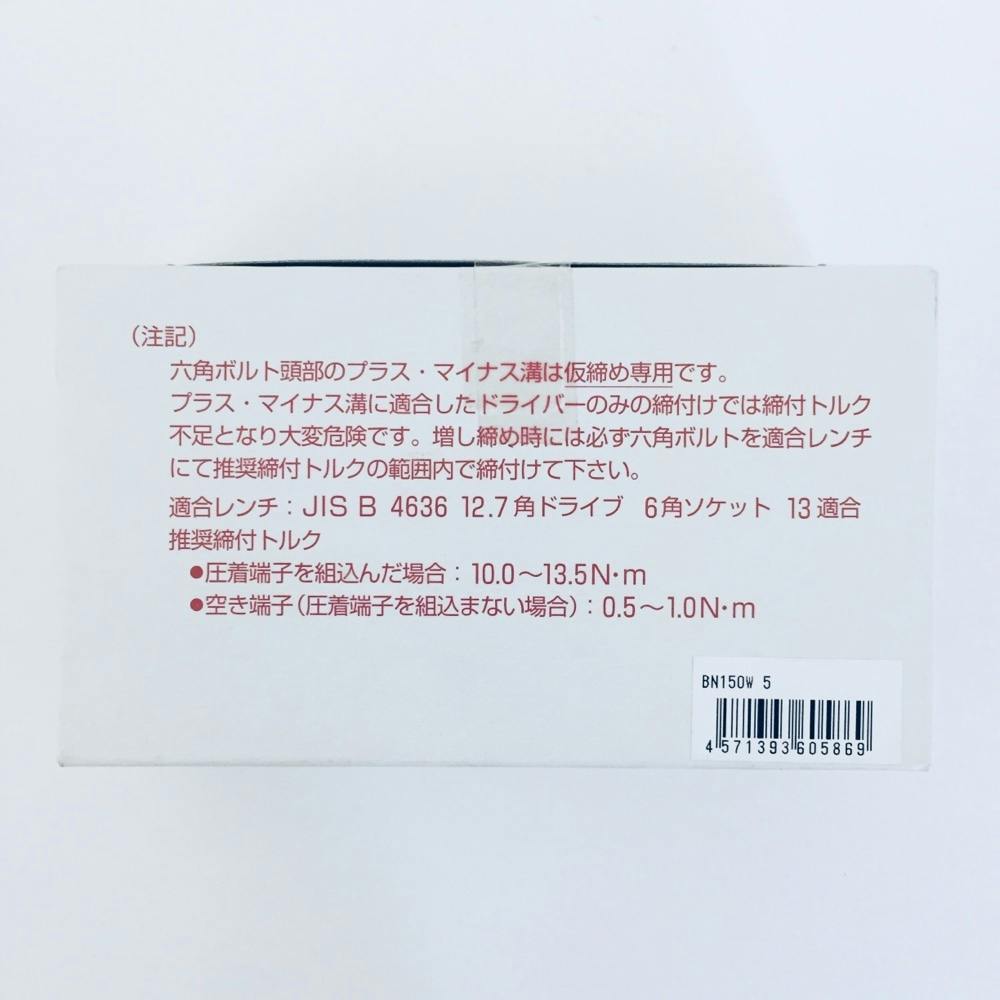 （注記）
六角ボルト頭部のプラス・マイナス溝は仮締め専用です。
プラス・マイナス溝に適合したドライバーのみの締付けでは締付トルク
不足となり大変危険です。増し締め時には必ず六角ボルトを適合レンチ
にて推奨締付トルクの範囲内で締付けて下さい。
適合レンチ：JIS B 4636 12.7角ドライブ 6角ソケット 13適合
推奨締付トルク
●圧着端子を組込んだ場合：10.0～13.5N・m
●空き端子（圧着端子を組込まない場合）：0.5～1.0N・m
BN150W 5
4 571393 605869